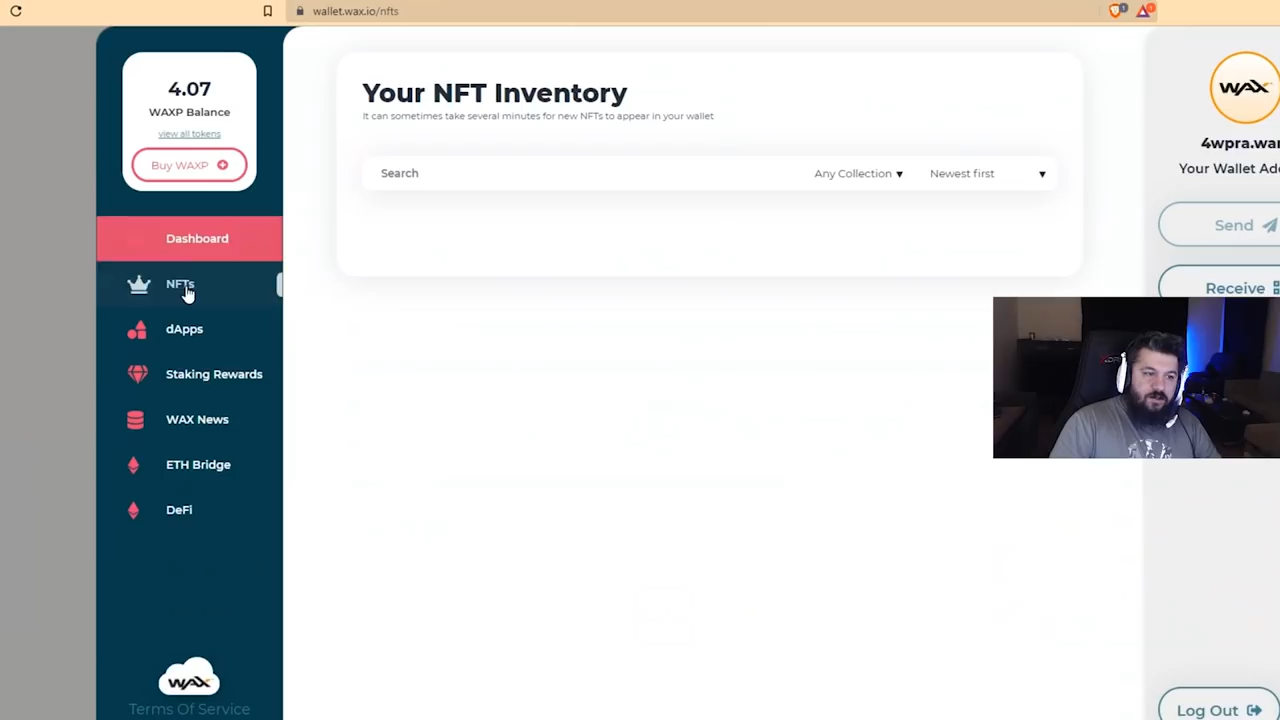 wallet.wax.io/nfts
4.07
WAXP Balance
view all tokens
Buy WAXP
Dashboard
NFTs
dApps
Staking Rewards
WAX News
ETH Bridge
DeFi
WAX
Terms Of Service
Your NFT Inventory
It can sometimes take several minutes for new NFTs to appear in your wallet
Search
Any Collection
Newest first
WAX
4wpra.wa
Your Wallet Ad
Send
Receive
Log Out